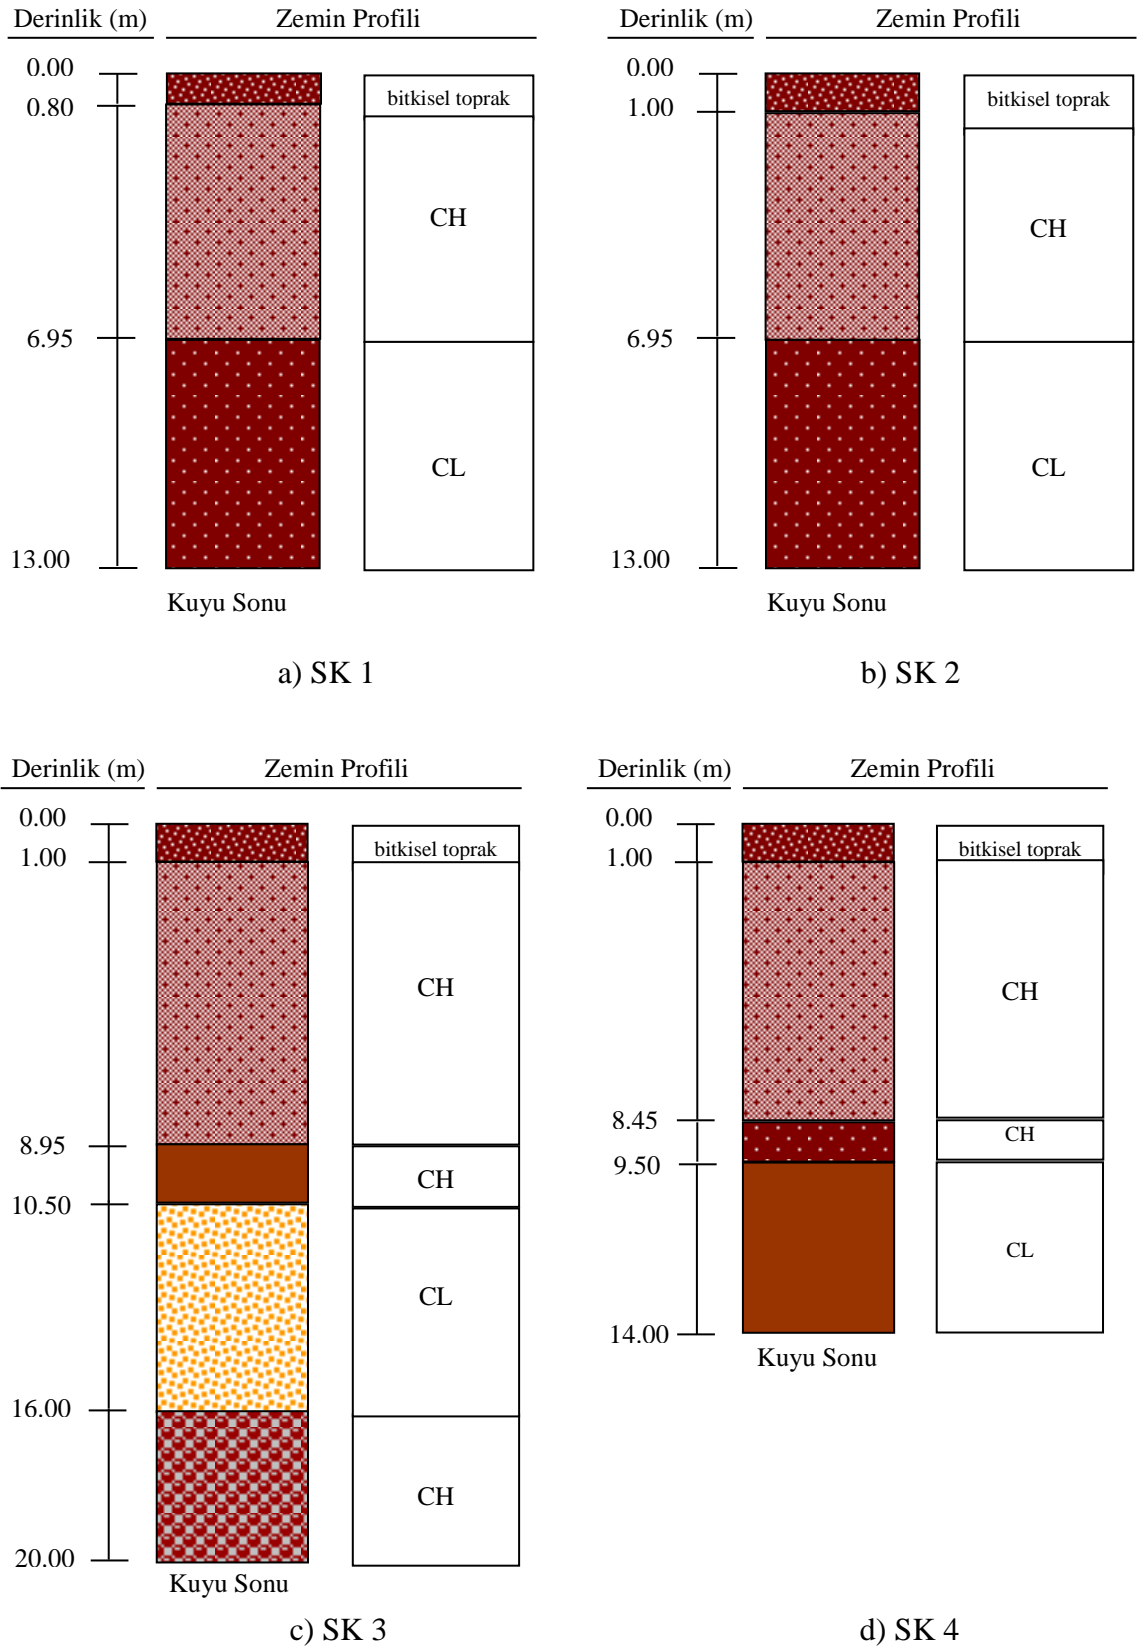 Derinlik (m) Zemin Profili
0.00
bitkisel toprak
0.80
CH
6.95
CL
13.00
Kuyu Sonu
a) SK 1
Derinlik (m) Zemin Profili
0.00
bitkisel toprak
1.00
CH
6.95
CL
13.00
Kuyu Sonu
b) SK 2
Derinlik (m) Zemin Profili
0.00
bitkisel toprak
1.00
CH
8.95
CH
10.50
CL
16.00
CH
20.00
Kuyu Sonu
c) SK 3
Derinlik (m) Zemin Profili
0.00
bitkisel toprak
1.00
CH
8.45
CH
9.50
CL
14.00
Kuyu Sonu
d) SK 4